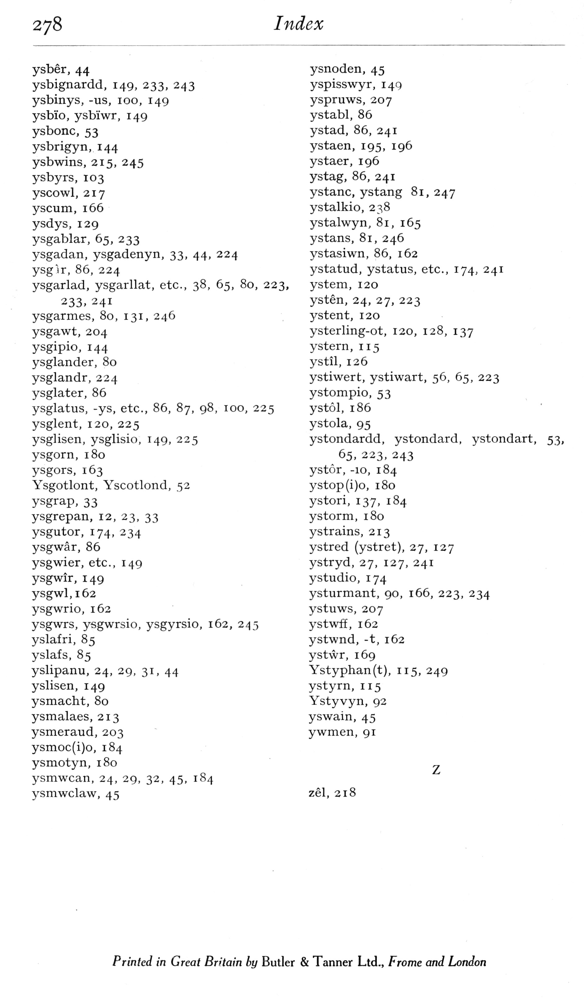 278
Index
ysbêr, 44
ysbignardd, 149, 233, 243
ysbinys, -us, 100, 149
ysbïo, ysbïwr, 149
ysbonc, 53
ysbrigyn, 144
ysbwins, 215, 245
ysbyrs, 103
yscowl, 217
yscum, 166
ysdys, 129
ysgablar, 65, 233
ysgadan, ysgadenyn, 33, 44, 224
ysgìr, 86, 224
ysgarlad, ysgarllat, etc., 38, 65, 80, 223,
233, 241
ysgarmes, 80, 131, 246
ysgawt, 204
ysgipio, 144
ysglander, 80
ysglandr, 224
ysglater, 86
ysglatus, -ys, etc., 86, 87, 98, 100, 225
ysglent, 120, 225
ysglisen, ysglisio, 149, 225
ysgorn, 180
ysgors, 163
Ysgotlont, Yscotlond, 52
ysgrap, 33
ysgrepan, 12, 23, 33
ysgutor, 174, 234
ysgwâr, 86
ysgwier, etc., 149
ysgwîr, 149
ysgwl, 162
ysgwrio, 162
ysgwrs, ysgwrsio, ysgyrsio, 162, 245
yslafri, 85
yslafs, 85
yslipanu, 24, 29, 31, 44
yslisen, 149
ysmacht, 80
ysmalaes, 213
ysmeraud, 203
ysmoc(i)o, 184
ysmotyn, 180
ysmwcan, 24, 29, 32, 45, 184
ysmwclaw, 45
ysnoden, 45
yspisswyr, 149
yspruws, 207
ystabl, 86
ystad, 86, 241
ystaen, 195, 196
ystaer, 196
ystag, 86, 241
ystanc, ystang 81, 247
ystalkio, 238
ystalwyn, 81, 165
ystans, 81, 246
ystasiwn, 86, 162
ystatud, ystatus, etc., 174, 241
ystem, 120
ystên, 24, 27, 223
ystent, 120
ysterling-ot, 120, 128, 137
ystern, 115
ystîl, 126
ystiwert, ystiwart, 56, 65, 223
ystompio, 53
ystôl, 186
ystola, 95
ystondardd, ystondard, ystondart, 53,
65, 223, 243
ystôr, -io, 184
ystop(i)o, 180
ystori, 137, 184
ystorm, 180
ystrains, 213
ystred (ystret), 27, 127
ystryd, 27, 127, 241
ystudio, 174
ysturmant, 90, 166, 223, 234
ystuws, 207
ystwff, 162
ystwnd, -t, 162
ystŵr, 169
Ystyphan(t), 115, 249
ystyrn, 115
Ystyvyn, 92
yswain, 45
ywmen, 91
Z
zêl, 218
Printed in Great Britain by Butler & Tanner Ltd., Frome and London